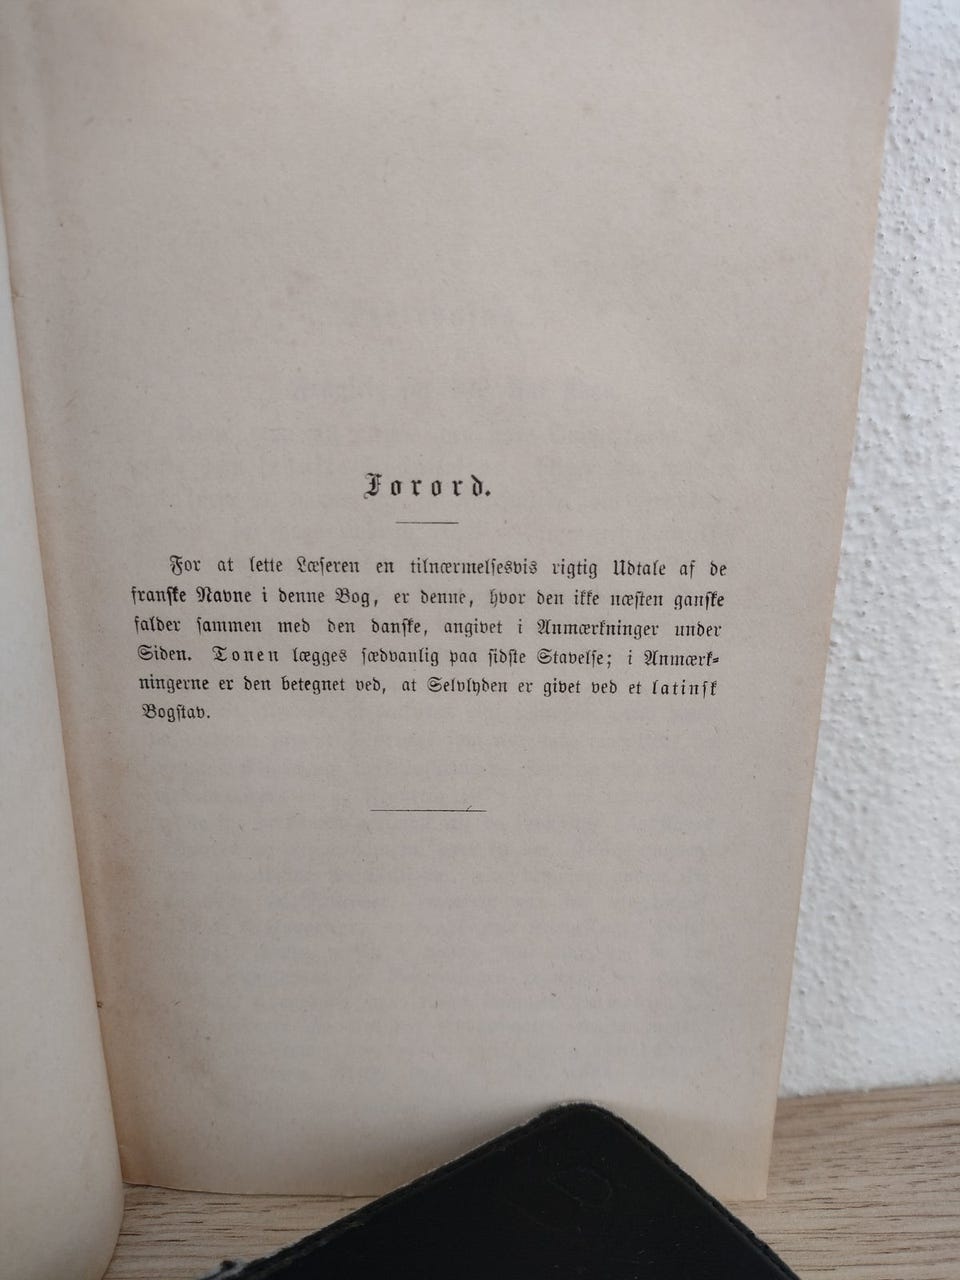 Forord.
For at lette Læseren en tilnærmelsesvis rigtig Udtale af de
franske Navne i denne Bog, er denne, hvor den ikke næsten ganske
falder sammen med den danske, angivet i Anmærkninger under
Siden. Tonen lægges sædvanlig paa sidste Stavelse; i Anmærk-
ningerne er den betegnet ved, at Selvlyden er givet ved et latinsk
Bogstav.